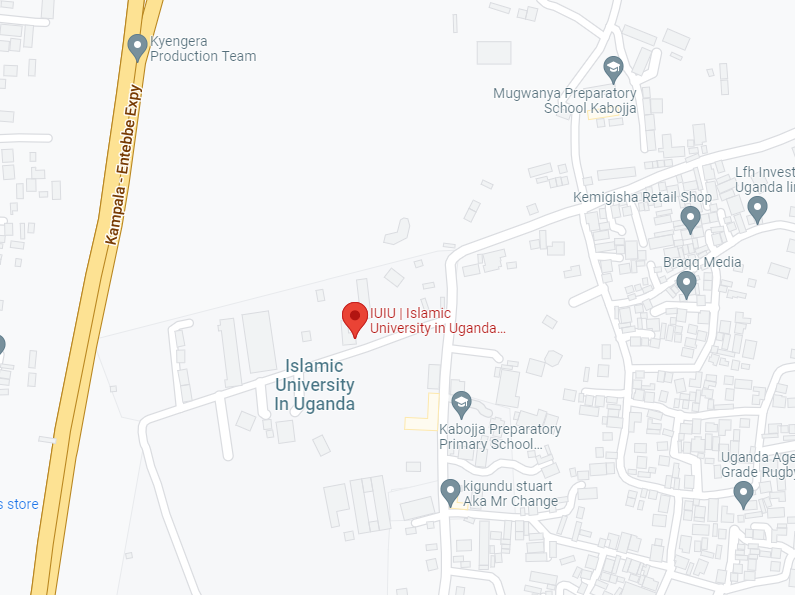 Kyengera
Production Team
Mugwanya Preparatory
School Kabojja
Kampala - Entebbe Expy
Lfh Invest
Uganda li
Kemigisha Retail Shop
Braqq Media
IUIU | Islamic
University in Uganda...
Islamic
University
In Uganda
Kabojja Preparatory
Primary School...
Uganda Age
Grade Rugby
kigundu stuart
Aka Mr Change
s store